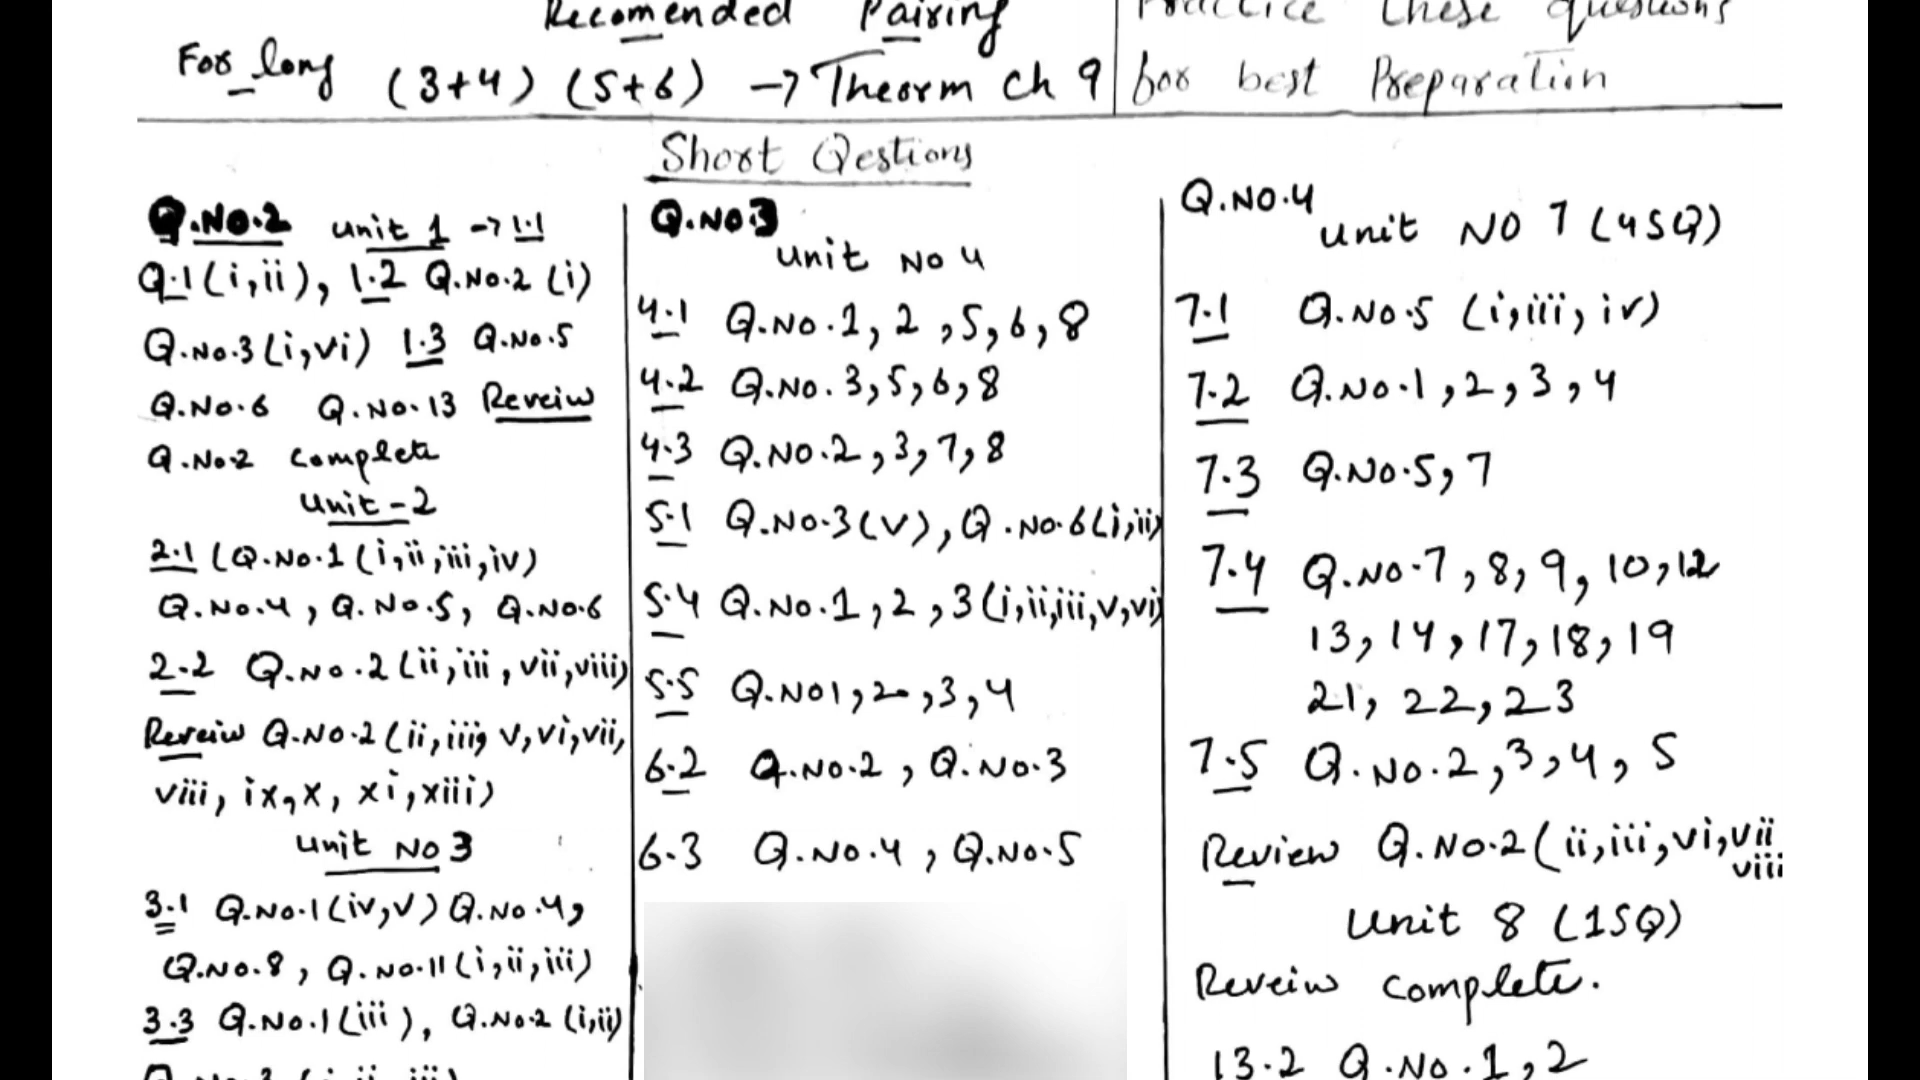 Recomended Pairing
For long (3+4) (5+6) → Theorm Ch 9
Practice these questions
for best Preparation
Short Qestions
Q.No.2 unit 1 → 1.1
Q.1(i,ii), 1.2 Q.No.2 (i)
Q.No.3(i,vi) 1.3 Q.No.5
Q.No.6 Q.No.13 Reveiw
Q.No.2 complete
Unit-2
2.1 (Q.No.1 (i,ii,iii,iv)
Q.No.4, Q.No.5, Q.No.6
2.2 Q.No.2(ii,iii,vii,viii)
Reveiw Q.No.2(ii,iii, v,vi,vii,
viii, ix,x, xi,xiii)
Unit No 3
3.1 Q.No.1(iv,v) Q.No.4,
Q.No.8, Q.No.11(i,ii,iii)
3.3 Q.No.1(iii), Q.No.2 (i,ii)
Q.No3
Unit No 4
4.1 Q.No.1, 2, 5, 6, 8
4.2 Q.No.3, 5, 6, 8
4.3 Q.No.2, 3, 7, 8
5.1 Q.No.3(v), Q.No.6(i,ii)
5.4 Q.No.1, 2, 3(i,ii,iii,v,vi)
5.5 Q.No1, 2, 3, 4
6.2 Q.No.2, Q.No.3
6.3 Q.No.4, Q.No.5
Q.No.4
unit No 7 (4SQ)
7.1 Q.No.5 (i,iii, iv)
7.2 Q.No.1, 2, 3, 4
7.3 Q.No.5, 7
7.4 Q.No.7, 8, 9, 10, 12
13, 14, 17, 18, 19
21, 22, 23
7.5 Q.No.2, 3, 4, 5
Review Q.No.2(ii,iii,vi,vii
viii
Unit 8 (1SQ)
Reveiw complete.
13.2 Q.No.1, 2